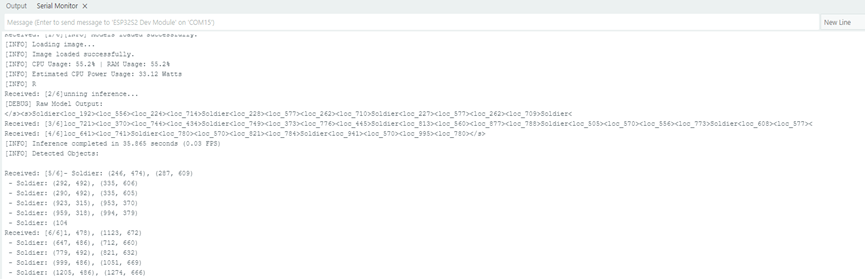 Output Serial Monitor
Message (Enter to send message to 'ESP32S2 Dev Module' on 'COM15')
New Line
Received: [1/6][INFO] Models loaded successfully.
[INFO] Loading image...
[INFO] Image loaded successfully.
[INFO] CPU Usage: 55.2% | RAM Usage: 55.2%
[INFO] Estimated CPU Power Usage: 33.12 Watts
[INFO] R
Received: [2/6]unning inference...
[DEBUG] Raw Model Output:
</s><s>Soldier<loc_192><loc_556><loc_224><loc_714>Soldier<loc_228><loc_577><loc_262><loc_710>Soldier<loc_227><loc_577><loc_262><loc_709>Soldier<
Received: [3/6]loc_721><loc_370><loc_744><loc_434>Soldier<loc_749><loc_373><loc_776><loc_445>Soldier<loc_813><loc_560><loc_877><loc_788>Soldier<loc_505><loc_570><loc_556><loc_773>Soldier<loc_608><loc_577><
Received: [4/6]loc_641><loc_741>Soldier<loc_780><loc_570><loc_821><loc_784>Soldier<loc_941><loc_570><loc_995><loc_780></s>
[INFO] Inference completed in 35.865 seconds (0.03 FPS)
[INFO] Detected Objects:
Received: [5/6]- Soldier: (246, 474), (287, 609)
- Soldier: (292, 492), (335, 606)
- Soldier: (290, 492), (335, 605)
- Soldier: (923, 315), (953, 370)
- Soldier: (959, 318), (994, 379)
- Soldier: (104
Received: [6/6]1, 478), (1123, 672)
- Soldier: (647, 486), (712, 660)
- Soldier: (779, 492), (821, 632)
- Soldier: (999, 486), (1051, 669)
- Soldier: (1205, 486), (1274, 666)